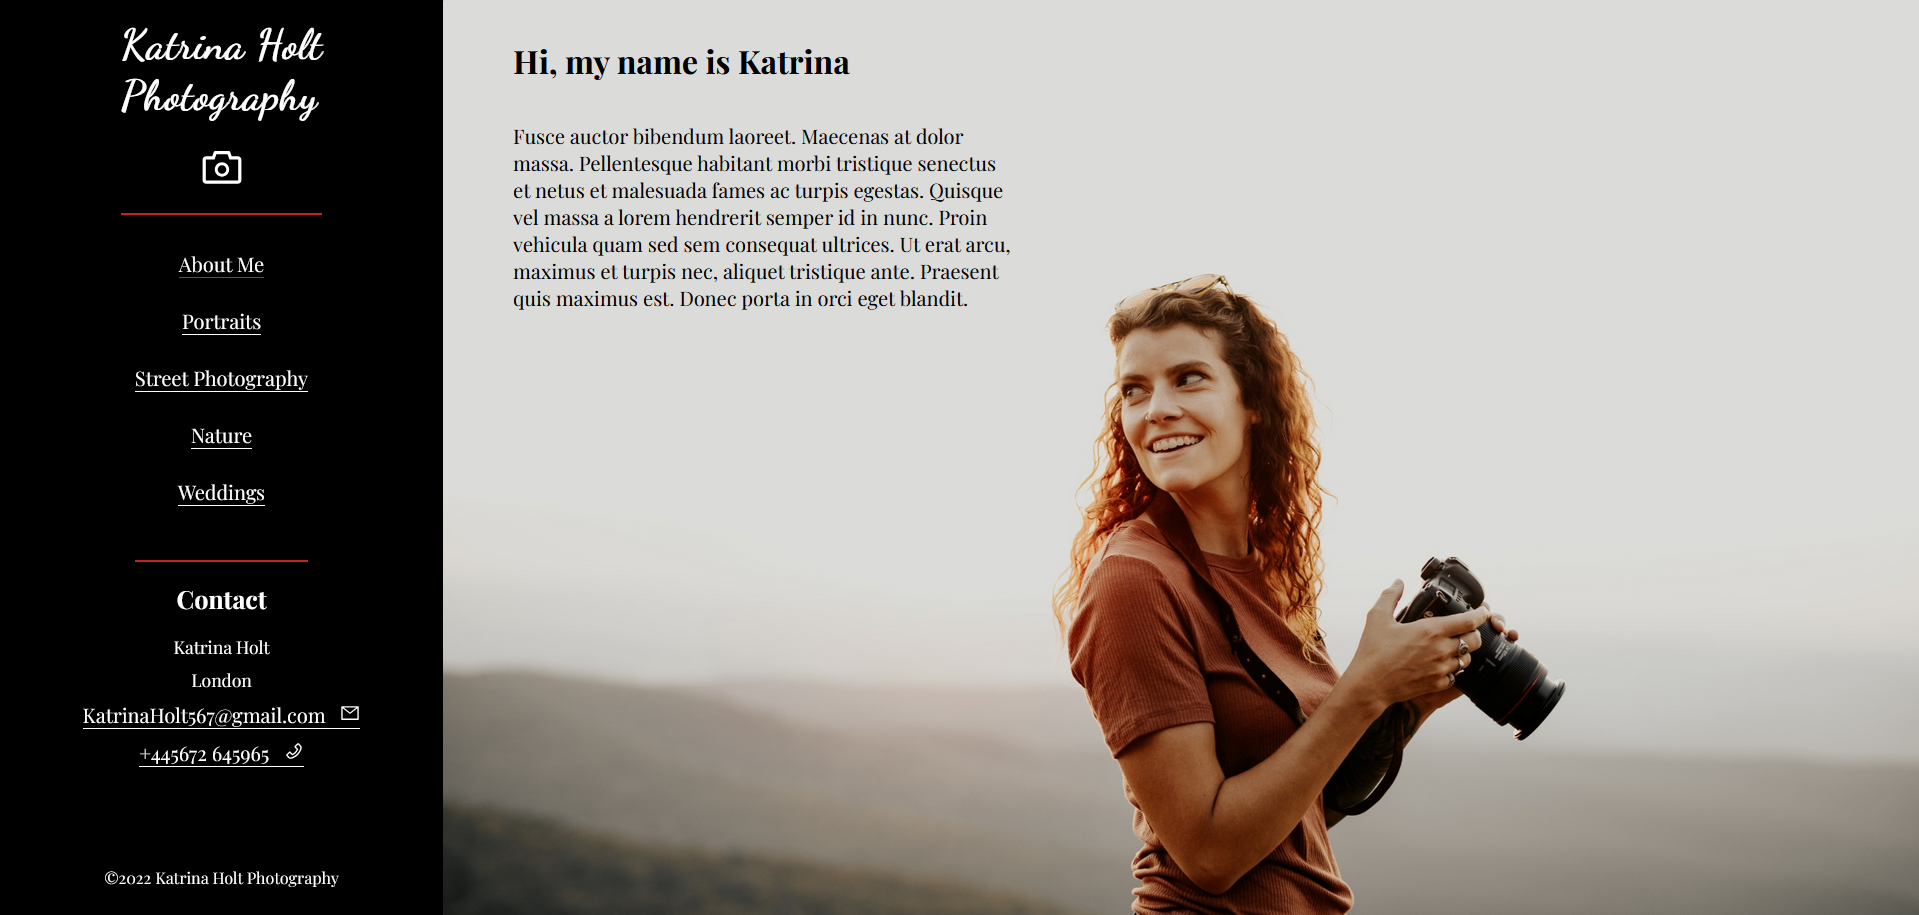 Katrina Holt
Photography
About Me
Portraits
Street Photography
Nature
Weddings
Contact
Katrina Holt
London
KatrinaHolt567@gmail.com
+445672 645965
©2022 Katrina Holt Photography
Hi, my name is Katrina
Fusce auctor bibendum laoreet. Maecenas at dolor
massa. Pellentesque habitant morbi tristique senectus
et netus et malesuada fames ac turpis egestas. Quisque
vel massa a lorem hendrerit semper id in nunc. Proin
vehicula quam sed sem consequat ultrices. Ut erat arcu,
maximus et turpis nec, aliquet tristique ante. Praesent
quis maximus est. Donec porta in orci eget blandit.